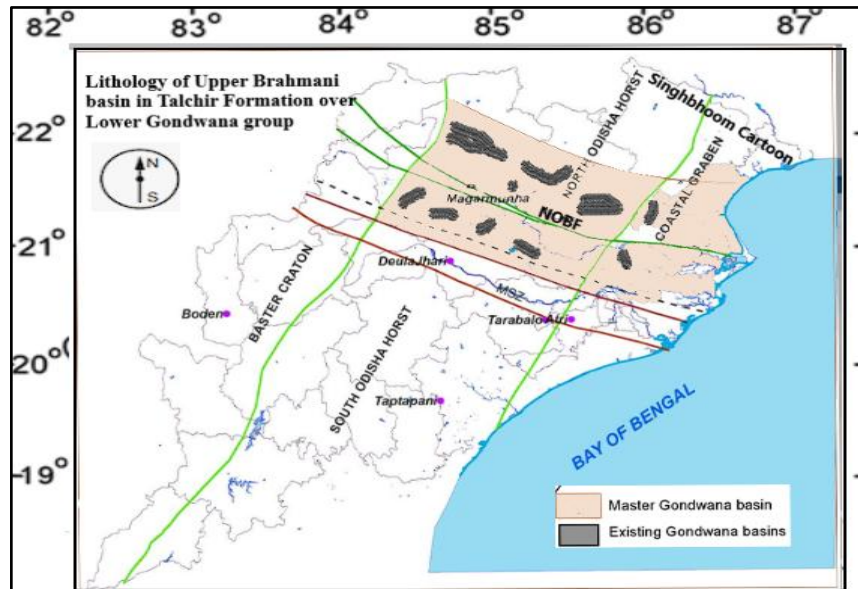 82° 83° 84° 85° 86° 87°
Lithology of Upper Brahmani
basin in Talchir Formation over
Lower Gondwana group
N
S
22°
21°
20°
19°
Singhbhoom Cartoon
NORTH ODISHA HORST
COASTAL GRABEN
Magarmunha
NOBF
DeulaJhari
MSZ
Boden
BASTER CRATON
Tarabalo Atri
SOUTH ODISHA HORST
Taptapani
BAY OF BENGAL
Master Gondwana basin
Existing Gondwana basins